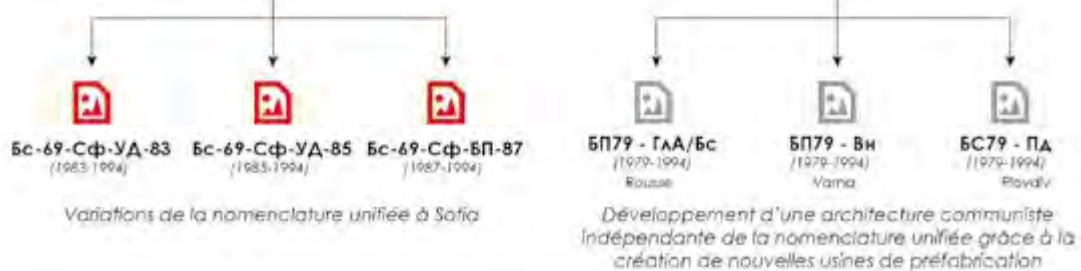 Бс-69-Сф-УД-83 Бс-69-Сф-УД-85 Бс-69-Сф-БП-87
(1983-1994) (1985-1994) (1987-1994)
Variations de la nomenclature unifiée à Sofia
БП79 - ГлА/Бс БП79 - Вн БС79 - Пд
(1979-1994) (1979-1994) (1979-1994)
Rousse Varna Plovdiv
Développement d'une architecture communiste
indépendante de la nomenclature unifiée grâce à la
création de nouvelles usines de préfabrication